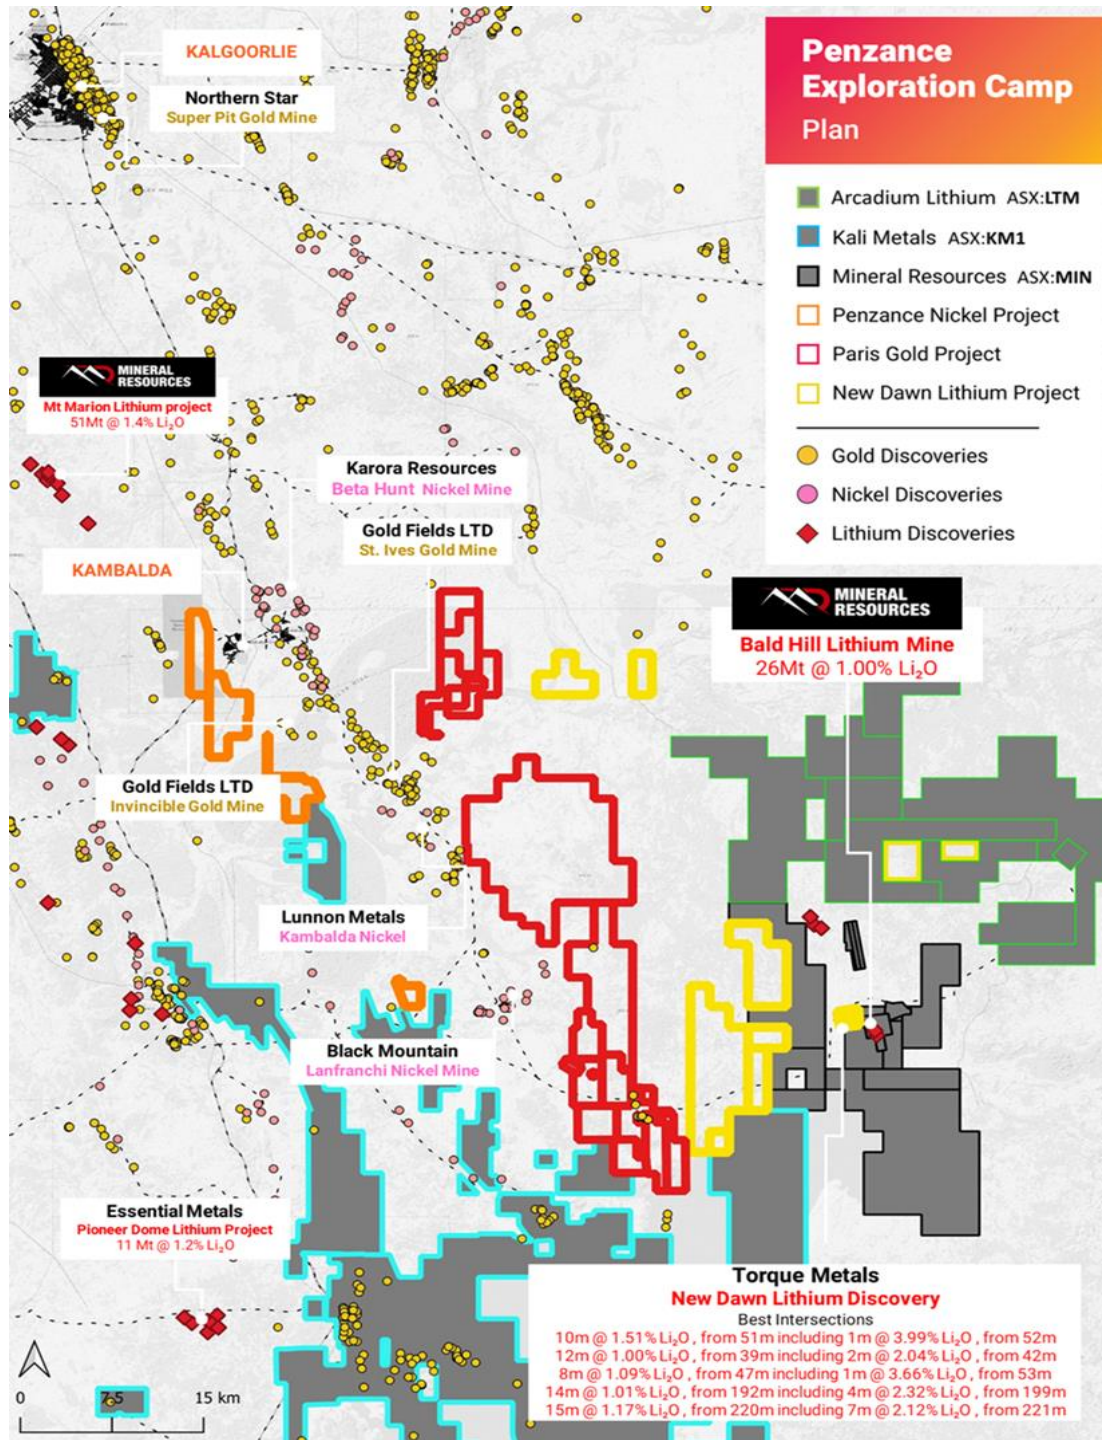 Penzance
Exploration Camp
Plan
Arcadium Lithium ASX:LTM
Kali Metals ASX:KM1
Mineral Resources ASX:MIN
Penzance Nickel Project
Paris Gold Project
New Dawn Lithium Project
Gold Discoveries
Nickel Discoveries
Lithium Discoveries
KALGOORLIE
Northern Star
Super Pit Gold Mine
MINERAL
RESOURCES
Mt Marion Lithium project
51Mt @ 1.4% Li₂O
Karora Resources
Beta Hunt Nickel Mine
Gold Fields LTD
St. Ives Gold Mine
KAMBALDA
MINERAL
RESOURCES
Bald Hill Lithium Mine
26Mt @ 1.00% Li₂O
Gold Fields LTD
Invincible Gold Mine
Lunnon Metals
Kambalda Nickel
Black Mountain
Lanfranchi Nickel Mine
Essential Metals
Pioneer Dome Lithium Project
11 Mt @ 1.2% Li₂O
Torque Metals
New Dawn Lithium Discovery
Best Intersections
10m @ 1.51% Li₂O , from 51m including 1m @ 3.99% Li₂O , from 52m
12m @ 1.00% Li₂O , from 39m including 2m @ 2.04% Li₂O , from 42m
8m @ 1.09% Li₂O , from 47m including 1m @ 3.66% Li₂O , from 53m
14m @ 1.01% Li₂O , from 192m including 4m @ 2.32% Li₂O , from 199m
15m @ 1.17% Li₂O , from 220m including 7m @ 2.12% Li₂O , from 221m
0 7.5 15 km